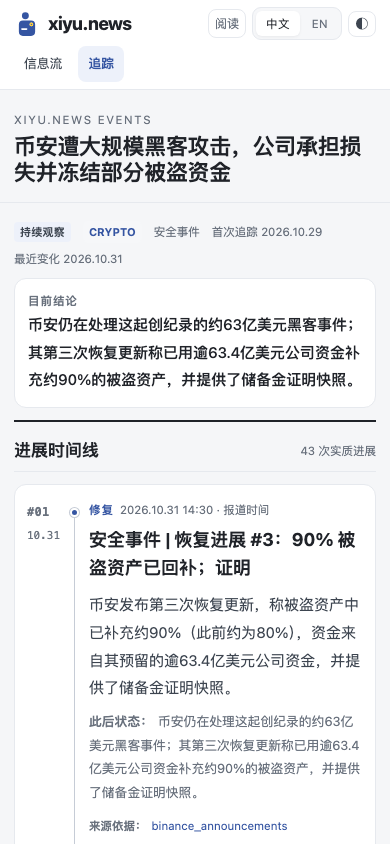 xiyu.news
阅读
中文
EN
信息流
追踪
XIYU.NEWS EVENTS
币安遭大规模黑客攻击，公司承担损
失并冻结部分被盗资金
持续观察 CRYPTO 安全事件 首次追踪 2026.10.29
最近变化 2026.10.31
目前结论
币安仍在处理这起创纪录的约63亿美元黑客事件；
其第三次恢复更新称已用逾63.4亿美元公司资金补
充约90%的被盗资产，并提供了储备金证明快照。
进展时间线
43 次实质进展
#01
10.31
修复 2026.10.31 14:30 · 报道时间
安全事件 | 恢复进展 #3：90% 被
盗资产已回补；证明
币安发布第三次恢复更新，称被盗资产中
已补充约90%（此前约为80%），资金来
自其预留的逾63.4亿美元公司资金，并提
供了储备金证明快照。
此后状态： 币安仍在处理这起创纪录的约63亿
美元黑客事件；其第三次恢复更新称已用逾63.4
亿美元公司资金补充约90%的被盗资产，并提供
了储备金证明快照。
来源依据： binance_announcements